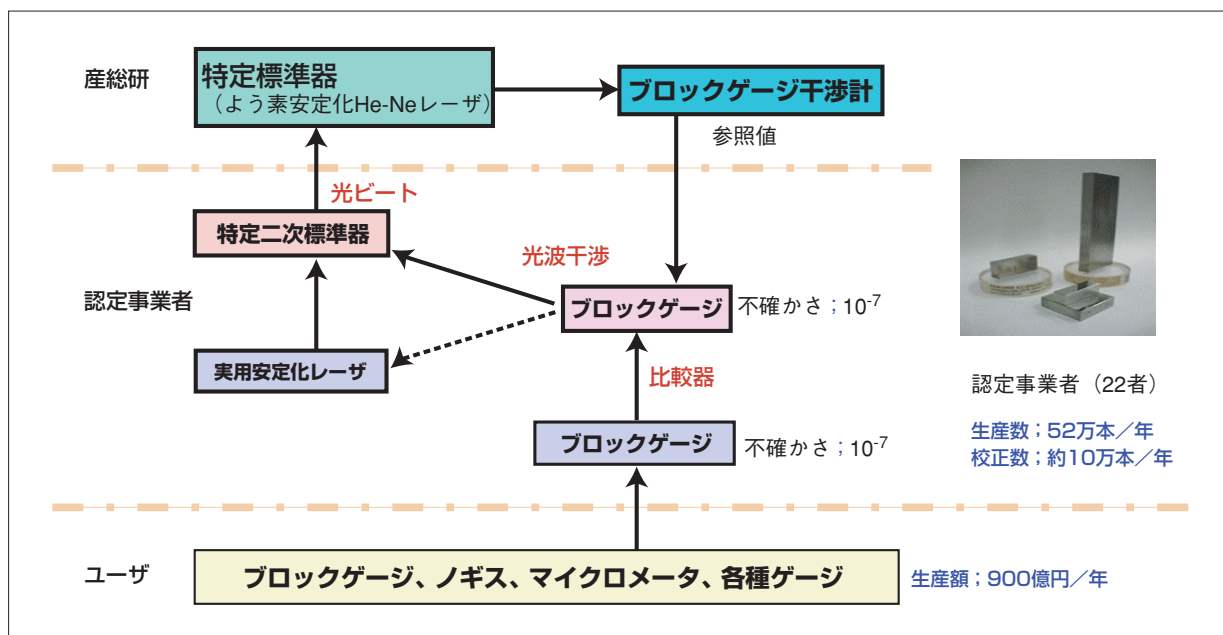 産総研
特定標準器
（よう素安定化He-Neレーザ）
ブロックゲージ干渉計
参照値
光ビート
認定事業者
特定二次標準器
光波干渉
ブロックゲージ
不確かさ；10⁻⁷
実用安定化レーザ
比較器
ブロックゲージ
不確かさ；10⁻⁷
認定事業者（22者）
生産数；52万本／年
校正数；約10万本／年
ユーザ
ブロックゲージ、ノギス、マイクロメータ、各種ゲージ
生産額；900億円／年